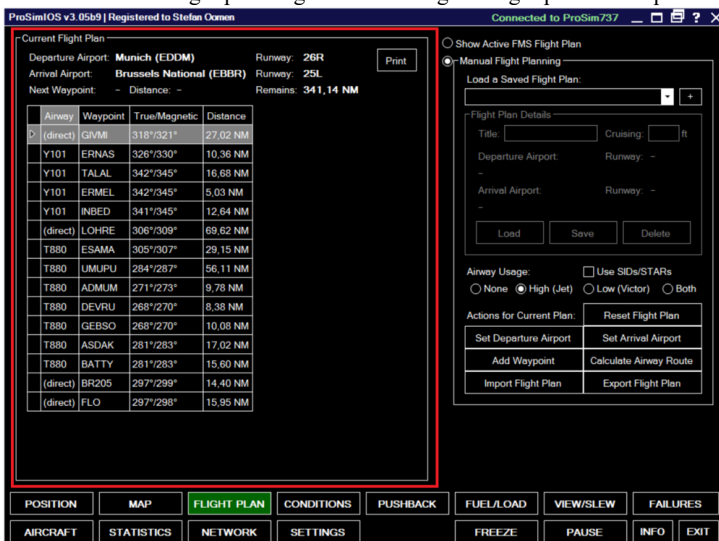 ProSimIOS v3.05b9 | Registered to Stefan Oomen
Connected to ProSim737
Current Flight Plan
Departure Airport: Munich (EDDM) Runway: 26R
Print
Arrival Airport: Brussels National (EBBR) Runway: 25L
Next Waypoint: - Distance: - Remains: 341,14 NM
Airway Waypoint True/Magnetic Distance
(direct) GIVMI 318°/321° 27,02 NM
Y101 ERNAS 326°/330° 10,36 NM
Y101 TALAL 342°/345° 16,68 NM
Y101 ERMEL 342°/345° 5,03 NM
Y101 INBED 341°/345° 12,64 NM
(direct) LOHRE 306°/309° 69,62 NM
T880 ESAMA 305°/307° 29,15 NM
T880 UMUPU 284°/287° 56,11 NM
T880 ADMUM 271°/273° 9,78 NM
T880 DEVRU 268°/270° 8,38 NM
T880 GEBSO 268°/270° 10,08 NM
T880 ASDAK 281°/283° 17,02 NM
T880 BATTY 281°/283° 15,60 NM
(direct) BR205 297°/299° 14,40 NM
(direct) FLO 297°/298° 15,95 NM
Show Active FMS Flight Plan
Manual Flight Planning
Load a Saved Flight Plan:
+
Flight Plan Details
Title: Cruising: ft
Departure Airport: Runway: -
-
Arrival Airport: Runway: -
-
Load Save Delete
Airway Usage: Use SIDs/STARs
None High (Jet) Low (Victor) Both
Actions for Current Plan: Reset Flight Plan
Set Departure Airport Set Arrival Airport
Add Waypoint Calculate Airway Route
Import Flight Plan Export Flight Plan
POSITION MAP FLIGHT PLAN CONDITIONS PUSHBACK FUEL/LOAD VIEW/SLEW FAILURES
AIRCRAFT STATISTICS NETWORK SETTINGS FREEZE PAUSE INFO EXIT